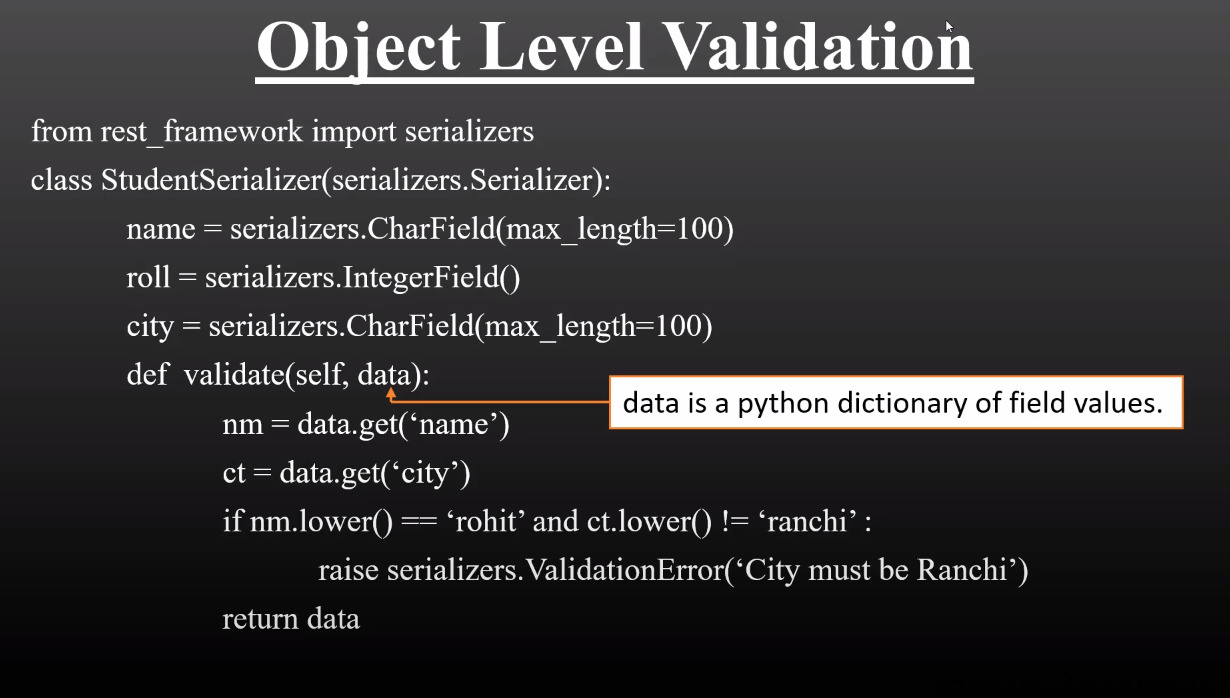 Object Level Validation
from rest_framework import serializers
class StudentSerializer(serializers.Serializer):
name = serializers.CharField(max_length=100)
roll = serializers.IntegerField()
city = serializers.CharField(max_length=100)
def  validate(self, data):
data is a python dictionary of field values.
nm = data.get(‘name’)
ct = data.get(‘city’)
if nm.lower() == ‘rohit’ and ct.lower() != ‘ranchi’ :
raise serializers.ValidationError(‘City must be Ranchi’)
return data